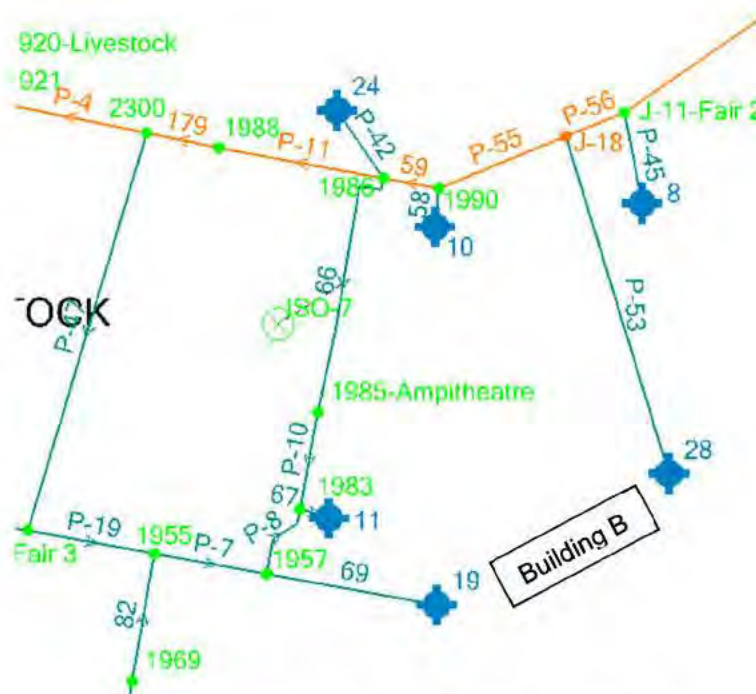 920-Livestock
921
P-4
2300
179
1988
P-11
24
P-42
1986
59
1990
58
10
P-55
P-56
J-18
J-11-Fair 2
P-45
8
66
JSO-7
OCK
P-53
1985-Ampitheatre
P-10
28
67
1983
11
P-8
P-19
Fair 3
1955
P-7
1957
69
19
Building B
82
1969